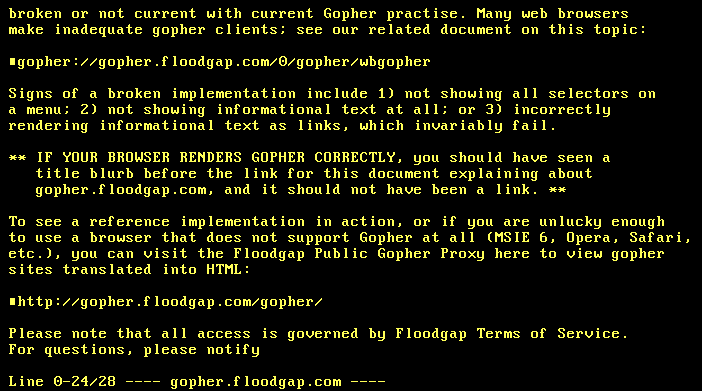 broken or not current with current Gopher practise. Many web browsers
make inadequate gopher clients; see our related document on this topic:
∎gopher://gopher.floodgap.com/0/gopher/wbgopher
Signs of a broken implementation include 1) not showing all selectors on
a menu; 2) not showing informational text at all; or 3) incorrectly
rendering informational text as links, which invariably fail.
** IF YOUR BROWSER RENDERS GOPHER CORRECTLY, you should have seen a
title blurb before the link for this document explaining about
gopher.floodgap.com, and it should not have been a link. **
To see a reference implementation in action, or if you are unlucky enough
to use a browser that does not support Gopher at all (MSIE 6, Opera, Safari,
etc.), you can visit the Floodgap Public Gopher Proxy here to view gopher
sites translated into HTML:
∎http://gopher.floodgap.com/gopher/
Please note that all access is governed by Floodgap Terms of Service.
For questions, please notify
Line 0-24/28 ---- gopher.floodgap.com ----